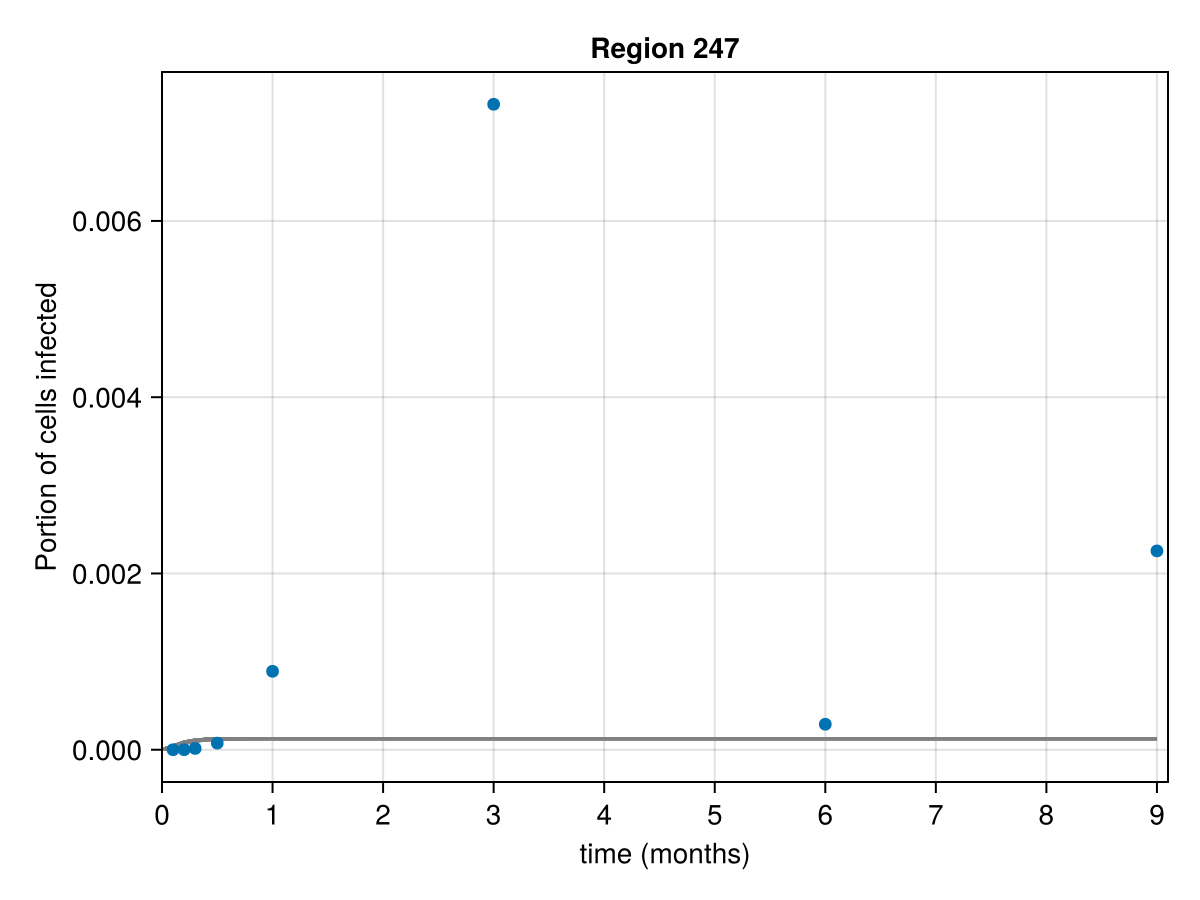 Region 247
Portion of cells infected
0.006
0.004
0.002
0.000
0 1 2 3 4 5 6 7 8 9
time (months)